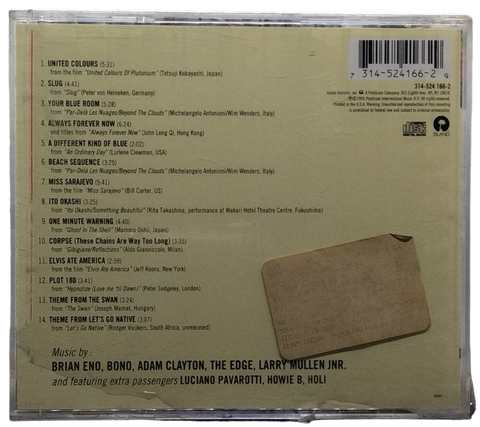 1. UNITED COLOURS (5:31)
from the film "United Colours Of Plutonium" (Tetsuji Kobayashi, Japan)
2. SLUG (4:41)
from "Slug" (Peter von Heineken, Germany)
3. YOUR BLUE ROOM (5:28)
from "Par-Delà Les Nuages/Beyond The Clouds" (Michelangelo Antonioni/Wim Wenders, Italy)
4. ALWAYS FOREVER NOW (6:24)
end titles from "Always Forever Now" (John Leng Qi, Hong Kong)
5. A DIFFERENT KIND OF BLUE (2:02)
from "An Ordinary Day" (Lurlene Clewman, USA)
6. BEACH SEQUENCE (3:25)
from "Par-Delà Les Nuages/Beyond The Clouds" (Michelangelo Antonioni/Wim Wenders, Italy)
7. MISS SARAJEVO (5:41)
from the film "Miss Sarajevo" (Bill Carter, US)
8. ITO OKASHI (3:25)
from "Ito Okashi/Something Beautiful" (Rita Takashina, performance at Wakari Hotel Theatre Centre, Fukushima)
9. ONE MINUTE WARNING (4:40)
from "Ghost In The Shell" (Mamoru Oshii, Japan)
10. CORPSE (These Chains Are Way Too Long) (3:35)
from "Gibigiane/Reflections" (Aldo Giannicolo, Milan)
11. ELVIS ATE AMERICA (2:59)
from the film "Elvis Ate America" (Jeff Koons, New York)
12. PLOT 180 (3:41)
from "Hypnotize (Love me 'til Dawn)" (Peter Sedgeley, London)
13. THEME FROM THE SWAN (3:24)
from "The Swan" (Joseph Mamat, Hungary)
14. THEME FROM LET'S GO NATIVE (3:07)
from "Let's Go Native" (Rodger Vuijkers, South Africa, unreleased)
Music by:
BRIAN ENO, BONO, ADAM CLAYTON, THE EDGE, LARRY MULLEN JNR.
and featuring extra passengers LUCIANO PAVAROTTI, HOWIE B, HOLI
7 314-524166-2 9
314-524 166-2
COMPACT
disc
DIGITAL AUDIO
ISLAND